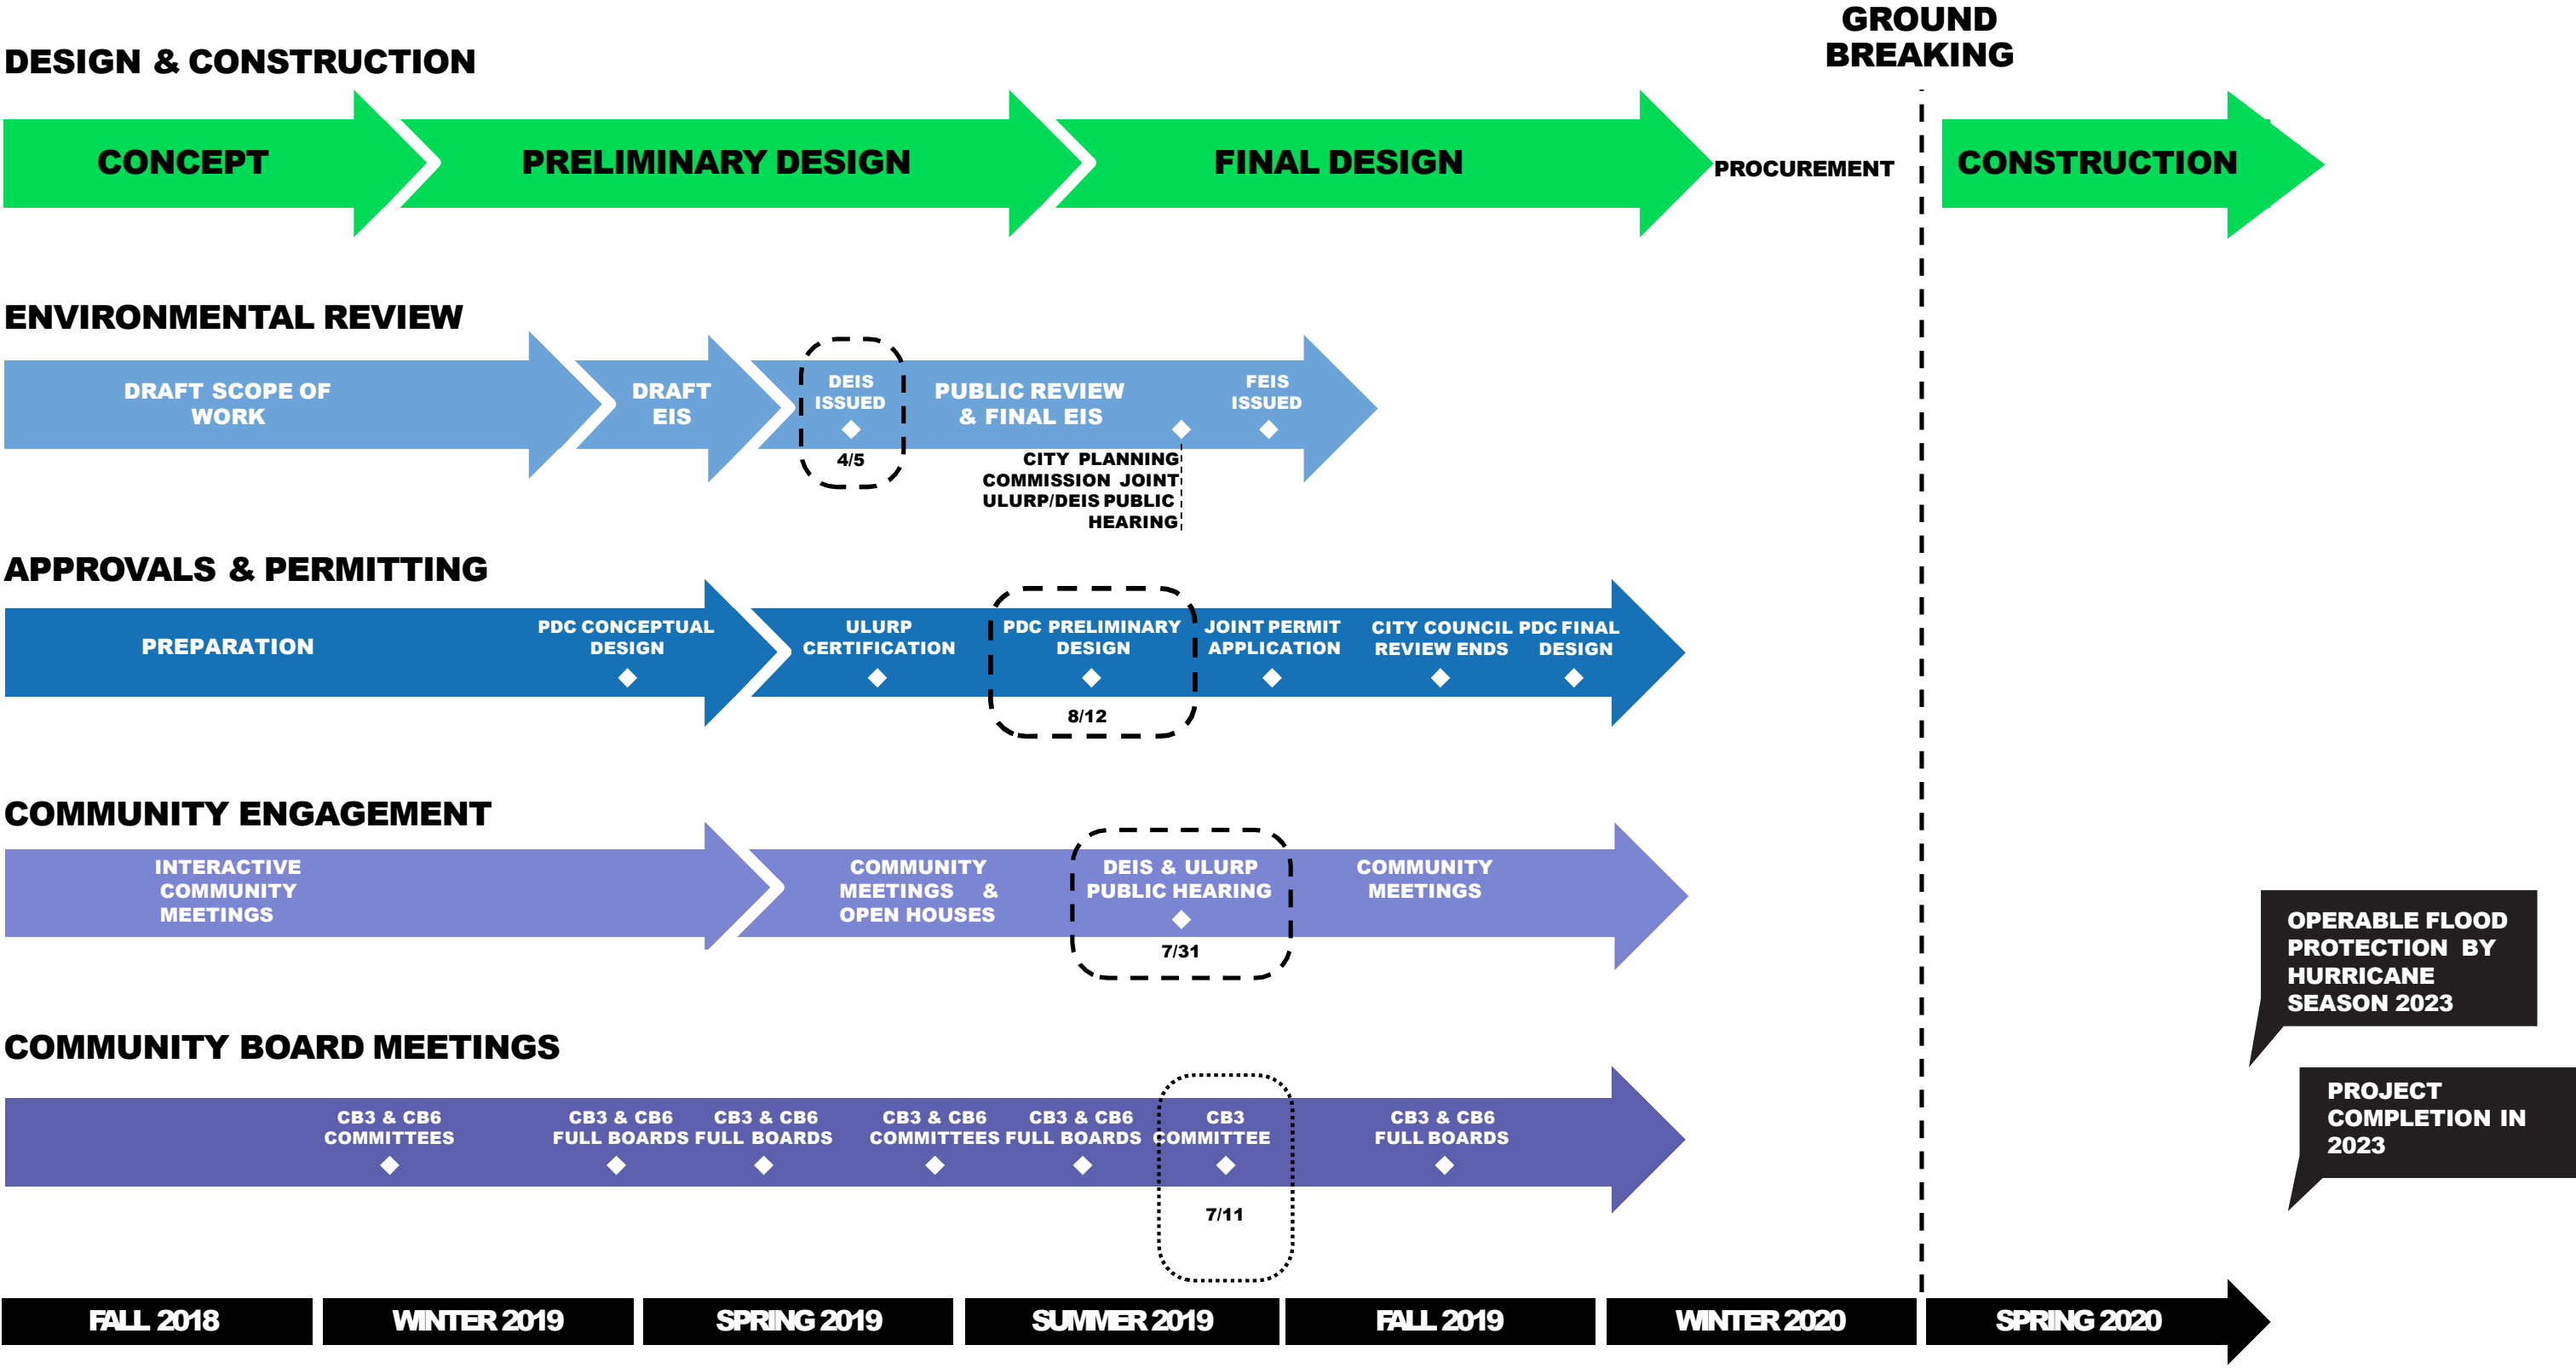 GROUND
BREAKING
DESIGN & CONSTRUCTION
CONCEPT
PRELIMINARY DESIGN
FINAL DESIGN
PROCUREMENT
CONSTRUCTION
ENVIRONMENTAL REVIEW
DRAFT SCOPE OF
WORK
DRAFT
EIS
DEIS
ISSUED
4/5
PUBLIC REVIEW
& FINAL EIS
CITY PLANNING
COMMISSION JOINT
ULURP/DEIS PUBLIC
HEARING
FEIS
ISSUED
APPROVALS & PERMITTING
PREPARATION
PDC CONCEPTUAL
DESIGN
ULURP
CERTIFICATION
PDC PRELIMINARY
DESIGN
8/12
JOINT PERMIT
APPLICATION
CITY COUNCIL
REVIEW ENDS
PDC FINAL
DESIGN
COMMUNITY ENGAGEMENT
INTERACTIVE
COMMUNITY
MEETINGS
COMMUNITY
MEETINGS &
OPEN HOUSES
DEIS & ULURP
PUBLIC HEARING
7/31
COMMUNITY
MEETINGS
OPERABLE FLOOD
PROTECTION BY
HURRICANE
SEASON 2023
COMMUNITY BOARD MEETINGS
CB3 & CB6
COMMITTEES
CB3 & CB6
FULL BOARDS
CB3 & CB6
FULL BOARDS
CB3 & CB6
COMMITTEES
CB3 & CB6
FULL BOARDS
CB3
COMMITTEE
7/11
CB3 & CB6
FULL BOARDS
PROJECT
COMPLETION IN
2023
FALL 2018
WINTER 2019
SPRING 2019
SUMMER 2019
FALL 2019
WINTER 2020
SPRING 2020